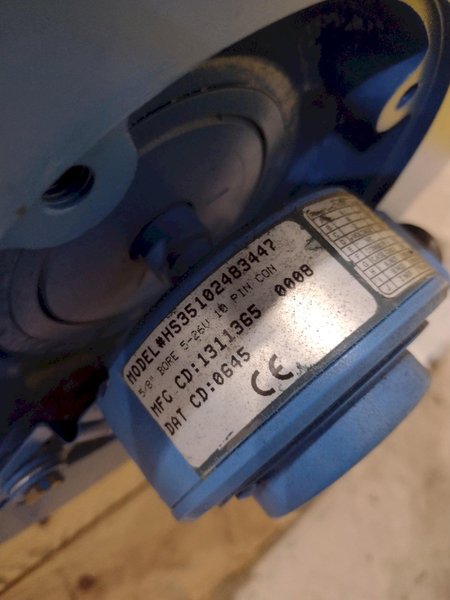 MODEL#HS35102483447
5/8" BORE 5-26V 10 PIN CON
MFG CD:1311365 0008
DAT CD:0645
CE